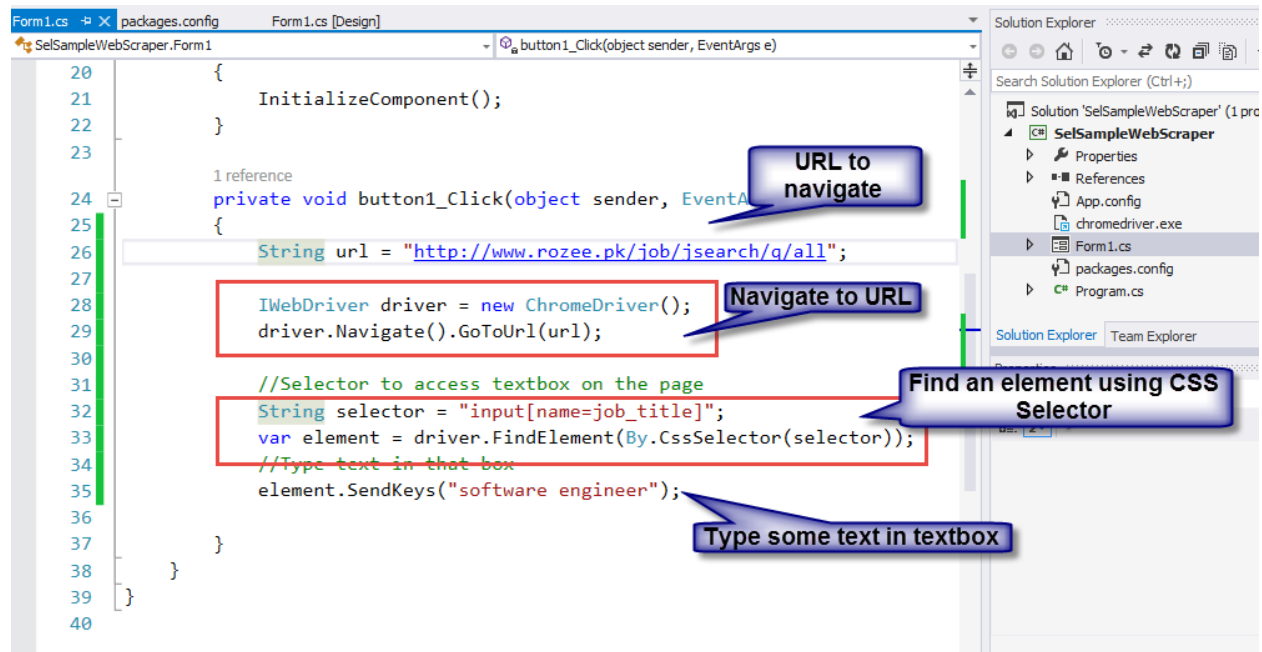 Form1.cs packages.config Form1.cs [Design]
SelSampleWebScraper.Form1 button1_Click(object sender, EventArgs e)
20 {
21 InitializeComponent();
22 }
23
1 reference
24 private void button1_Click(object sender, EventA
25 {
26 String url = "http://www.rozee.pk/job/jsearch/q/all";
27
28 IWebDriver driver = new ChromeDriver();
29 driver.Navigate().GoToUrl(url);
30
31 //Selector to access textbox on the page
32 String selector = "input[name=job_title]";
33 var element = driver.FindElement(By.CssSelector(selector));
34 //Type text in that box
35 element.SendKeys("software engineer");
36
37 }
38 }
39 }
40
URL to
navigate
Navigate to URL
Find an element using CSS
Selector
Type some text in textbox
Solution Explorer
Search Solution Explorer (Ctrl+;)
Solution 'SelSampleWebScraper' (1 pro
C# SelSampleWebScraper
Properties
References
App.config
chromedriver.exe
Form1.cs
packages.config
C# Program.cs
Solution Explorer Team Explorer